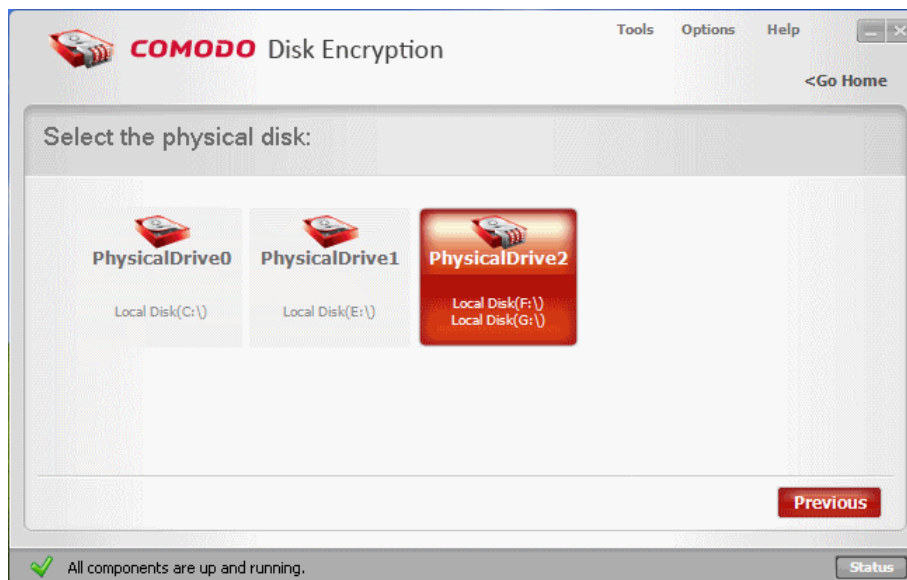 Tools Options Help
COMODO Disk Encryption
<Go Home
Select the physical disk:
PhysicalDrive0 PhysicalDrive1 PhysicalDrive2
Local Disk(C:\) Local Disk(E:\) Local Disk(F:\)
Local Disk(G:\)
Previous
All components are up and running. Status